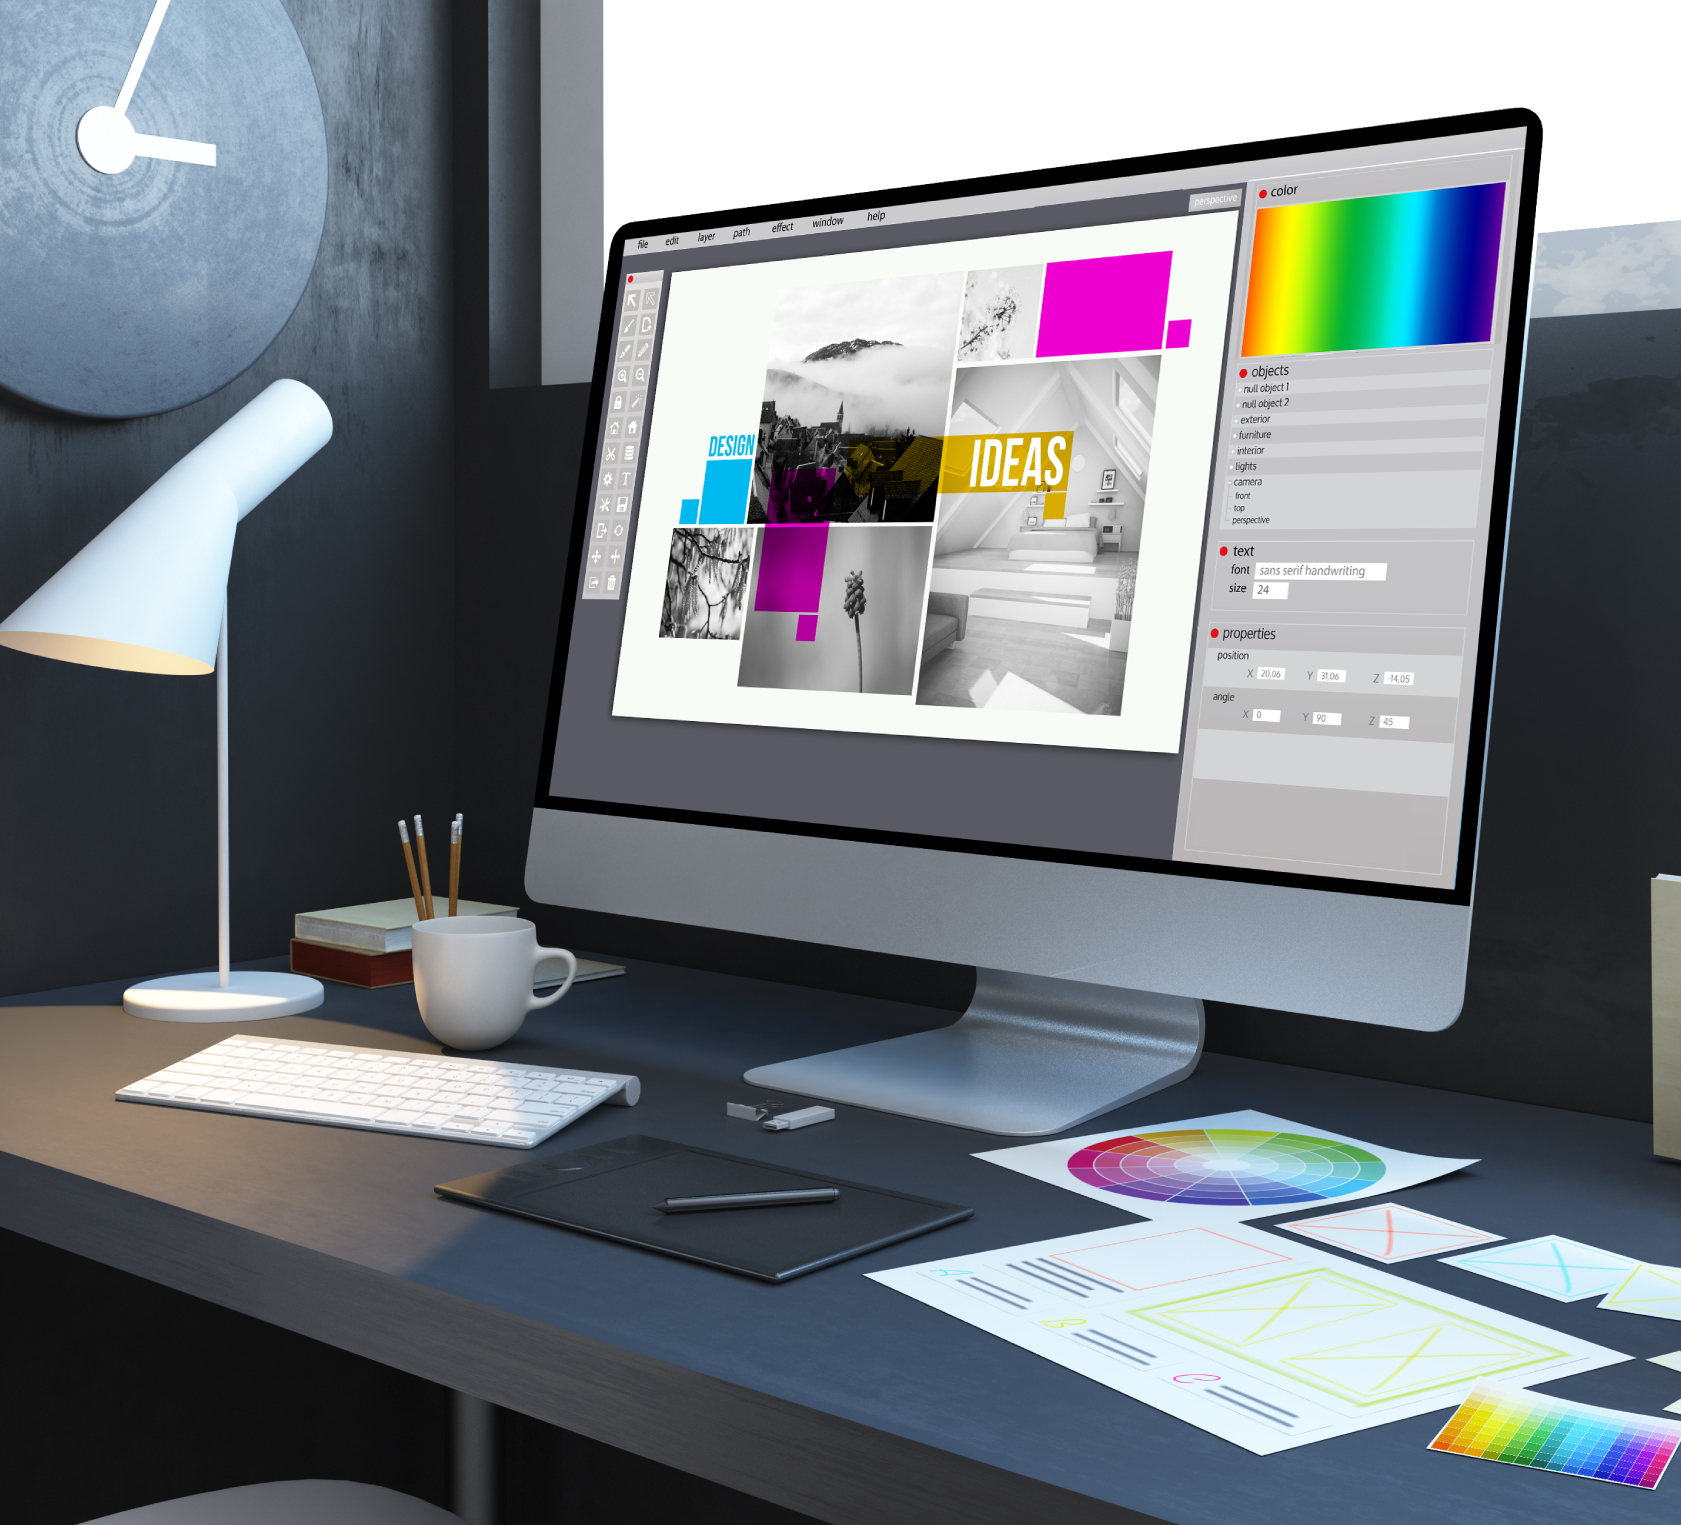 file edit layer path effect window help
perspective
DESIGN
IDEAS
T
color
objects
null object 1
null object 2
exterior
furniture
interior
lights
camera
front
top
perspective
text
font sans serif handwriting
size 24
properties
position
X 20,06 Y 31,06 Z -14,05
angle
X 0 Y 90 Z 45
A
B
C